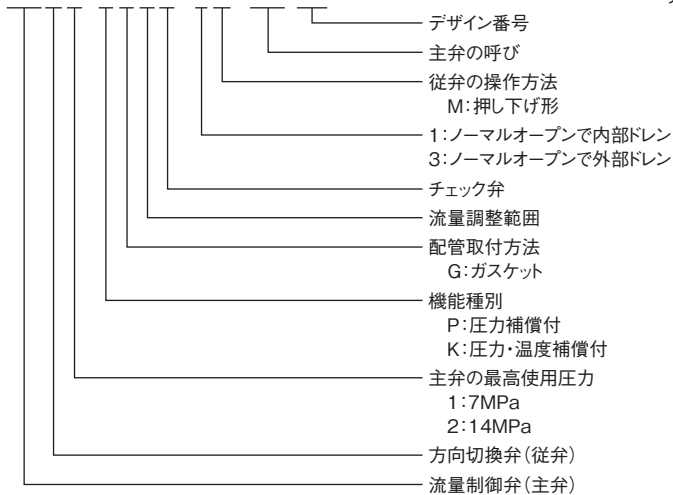 デザイン番号
主弁の呼び
従弁の操作方法
M:押し下げ形
1:ノーマルオープンで内部ドレン
3:ノーマルオープンで外部ドレン
チェック弁
流量調整範囲
配管取付方法
G:ガスケット
機能種別
P:圧力補償付
K:圧力・温度補償付
主弁の最高使用圧力
1:7MPa
2:14MPa
方向切換弁(従弁)
流量制御弁(主弁)